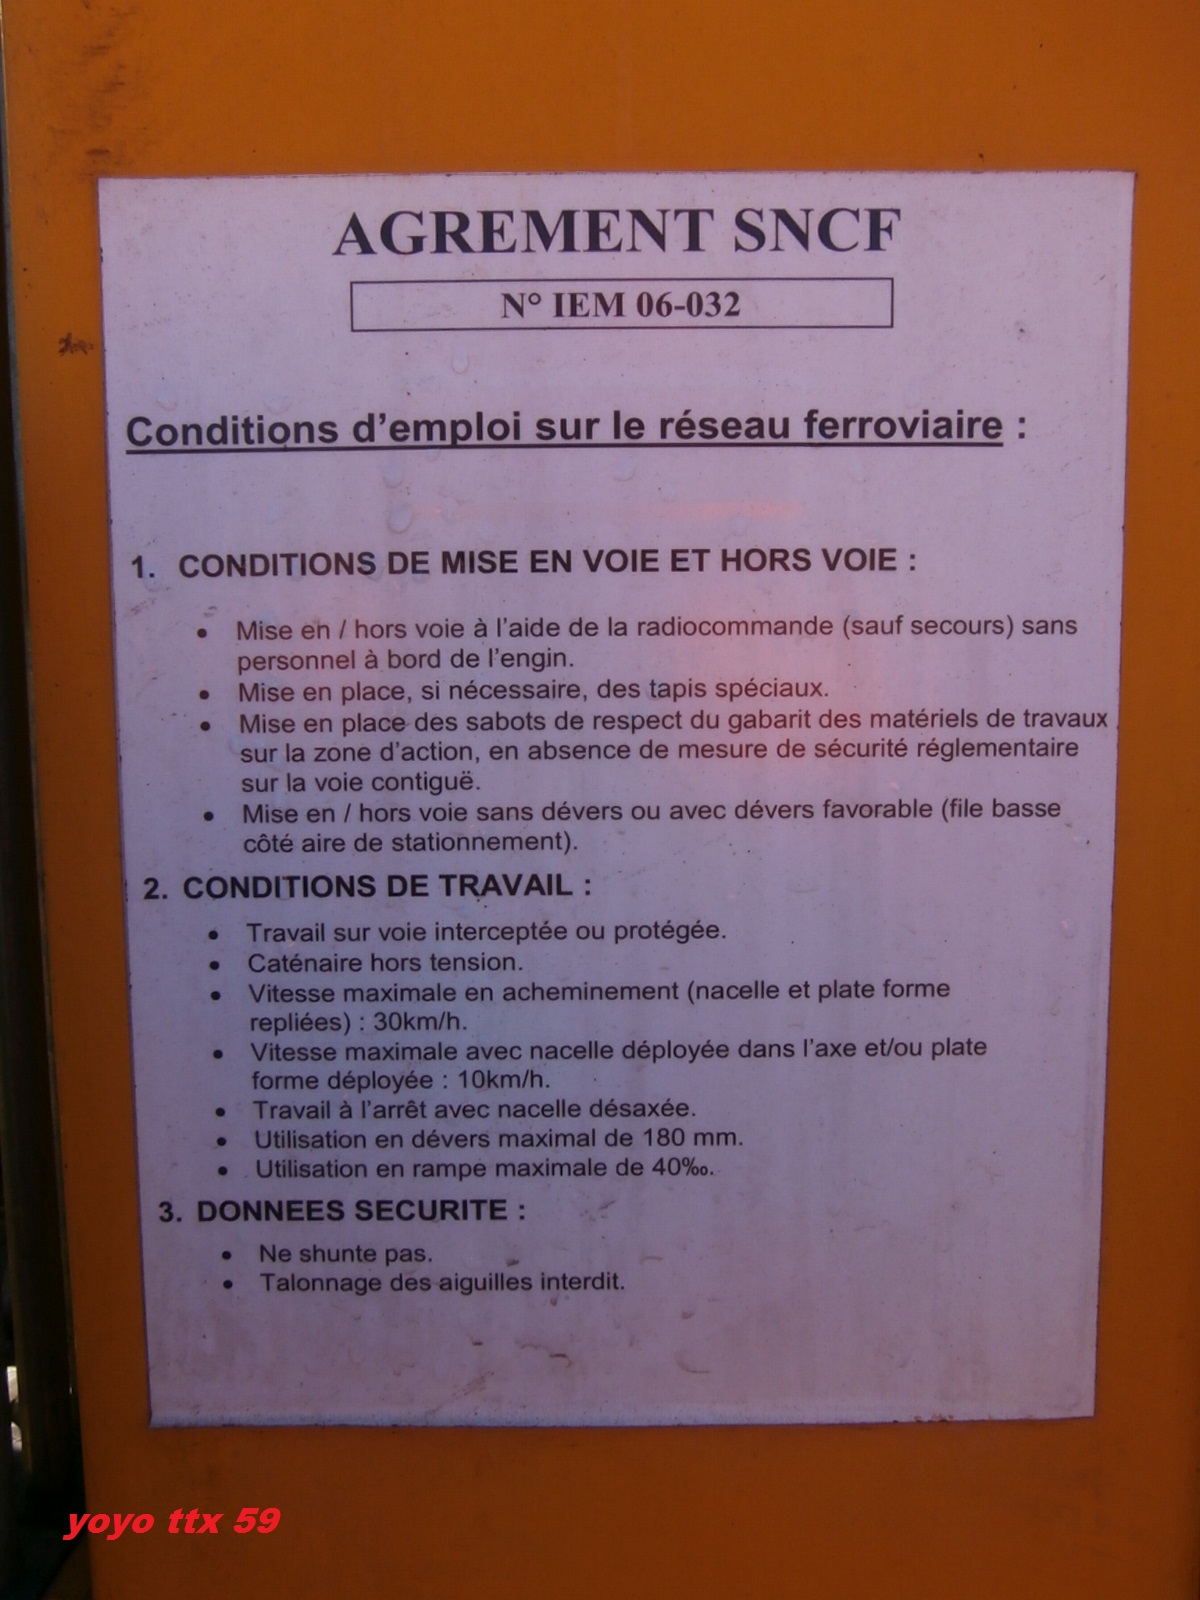 AGREMENT SNCF
N° IEM 06-032
Conditions d'emploi sur le réseau ferroviaire :
1. CONDITIONS DE MISE EN VOIE ET HORS VOIE :
• Mise en / hors voie à l'aide de la radiocommande (sauf secours) sans
personnel à bord de l'engin.
• Mise en place, si nécessaire, des tapis spéciaux.
• Mise en place des sabots de respect du gabarit des matériels de travaux
sur la zone d'action, en absence de mesure de sécurité réglementaire
sur la voie contiguë.
• Mise en / hors voie sans dévers ou avec dévers favorable (file basse
côté aire de stationnement).
2. CONDITIONS DE TRAVAIL :
• Travail sur voie interceptée ou protégée.
• Caténaire hors tension.
• Vitesse maximale en acheminement (nacelle et plate forme
repliées) : 30km/h.
• Vitesse maximale avec nacelle déployée dans l'axe et/ou plate
forme déployée : 10km/h.
• Travail à l'arrêt avec nacelle désaxée.
• Utilisation en dévers maximal de 180 mm.
• Utilisation en rampe maximale de 40‰.
3. DONNEES SECURITE :
• Ne shunte pas.
• Talonnage des aiguilles interdit.
yoyo ttx 59